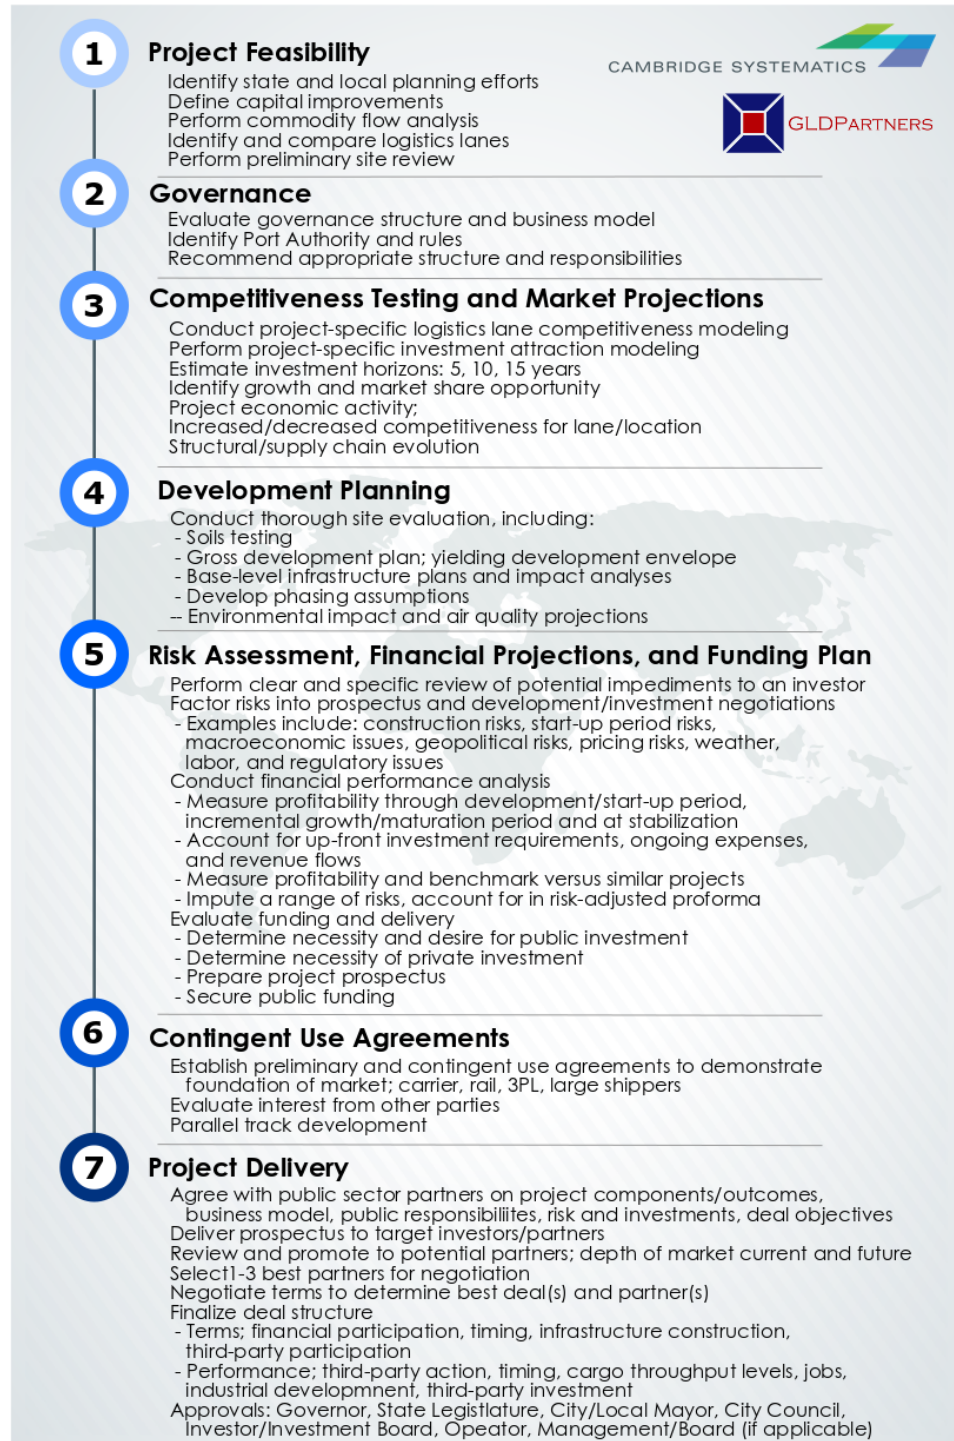 1
Project Feasibility
CAMBRIDGE SYSTEMATICS
GLDPARTNERS
Identify state and local planning efforts
Define capital improvements
Perform commodity flow analysis
Identify and compare logistics lanes
Perform preliminary site review
2
Governance
Evaluate governance structure and business model
Identify Port Authority and rules
Recommend appropriate structure and responsibilities
3
Competitiveness Testing and Market Projections
Conduct project-specific logistics lane competitiveness modeling
Perform project-specific investment attraction modeling
Estimate investment horizons: 5, 10, 15 years
Identify growth and market share opportunity
Project economic activity;
Increased/decreased competitiveness for lane/location
Structural/supply chain evolution
4
Development Planning
Conduct thorough site evaluation, including:
- Soils testing
- Gross development plan; yielding development envelope
- Base-level infrastructure plans and impact analyses
- Develop phasing assumptions
-- Environmental impact and air quality projections
5
Risk Assessment, Financial Projections, and Funding Plan
Perform clear and specific review of potential impediments to an investor
Factor risks into prospectus and development/investment negotiations
- Examples include: construction risks, start-up period risks,
macroeconomic issues, geopolitical risks, pricing risks, weather,
labor, and regulatory issues
Conduct financial performance analysis
- Measure profitability through development/start-up period,
incremental growth/maturation period and at stabilization
- Account for up-front investment requirements, ongoing expenses,
and revenue flows
- Measure profitability and benchmark versus similar projects
- Impute a range of risks, account for in risk-adjusted proforma
Evaluate funding and delivery
- Determine necessity and desire for public investment
- Determine necessity of private investment
- Prepare project prospectus
- Secure public funding
6
Contingent Use Agreements
Establish preliminary and contingent use agreements to demonstrate
foundation of market; carrier, rail, 3PL, large shippers
Evaluate interest from other parties
Parallel track development
7
Project Delivery
Agree with public sector partners on project components/outcomes,
business model, public responsibiliites, risk and investments, deal objectives
Deliver prospectus to target investors/partners
Review and promote to potential partners; depth of market current and future
Select1-3 best partners for negotiation
Negotiate terms to determine best deal(s) and partner(s)
Finalize deal structure
- Terms; financial participation, timing, infrastructure construction,
third-party participation
- Performance; third-party action, timing, cargo throughput levels, jobs,
industrial developmnent, third-party investment
Approvals: Governor, State Legistlature, City/Local Mayor, City Council,
Investor/Investment Board, Opeator, Management/Board (if applicable)